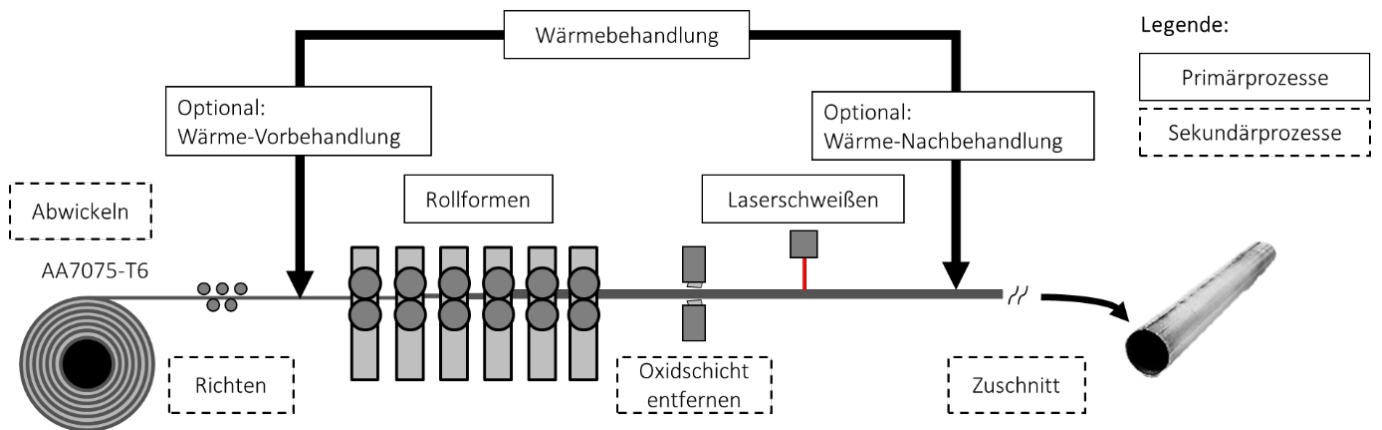 Wärmebehandlung
Legende:
Primärprozesse
Sekundärprozesse
Optional:
Wärme-Vorbehandlung
Optional:
Wärme-Nachbehandlung
Abwickeln
Rollformen
Laserschweißen
AA7075-T6
Richten
Oxidschicht
entfernen
Zuschnitt